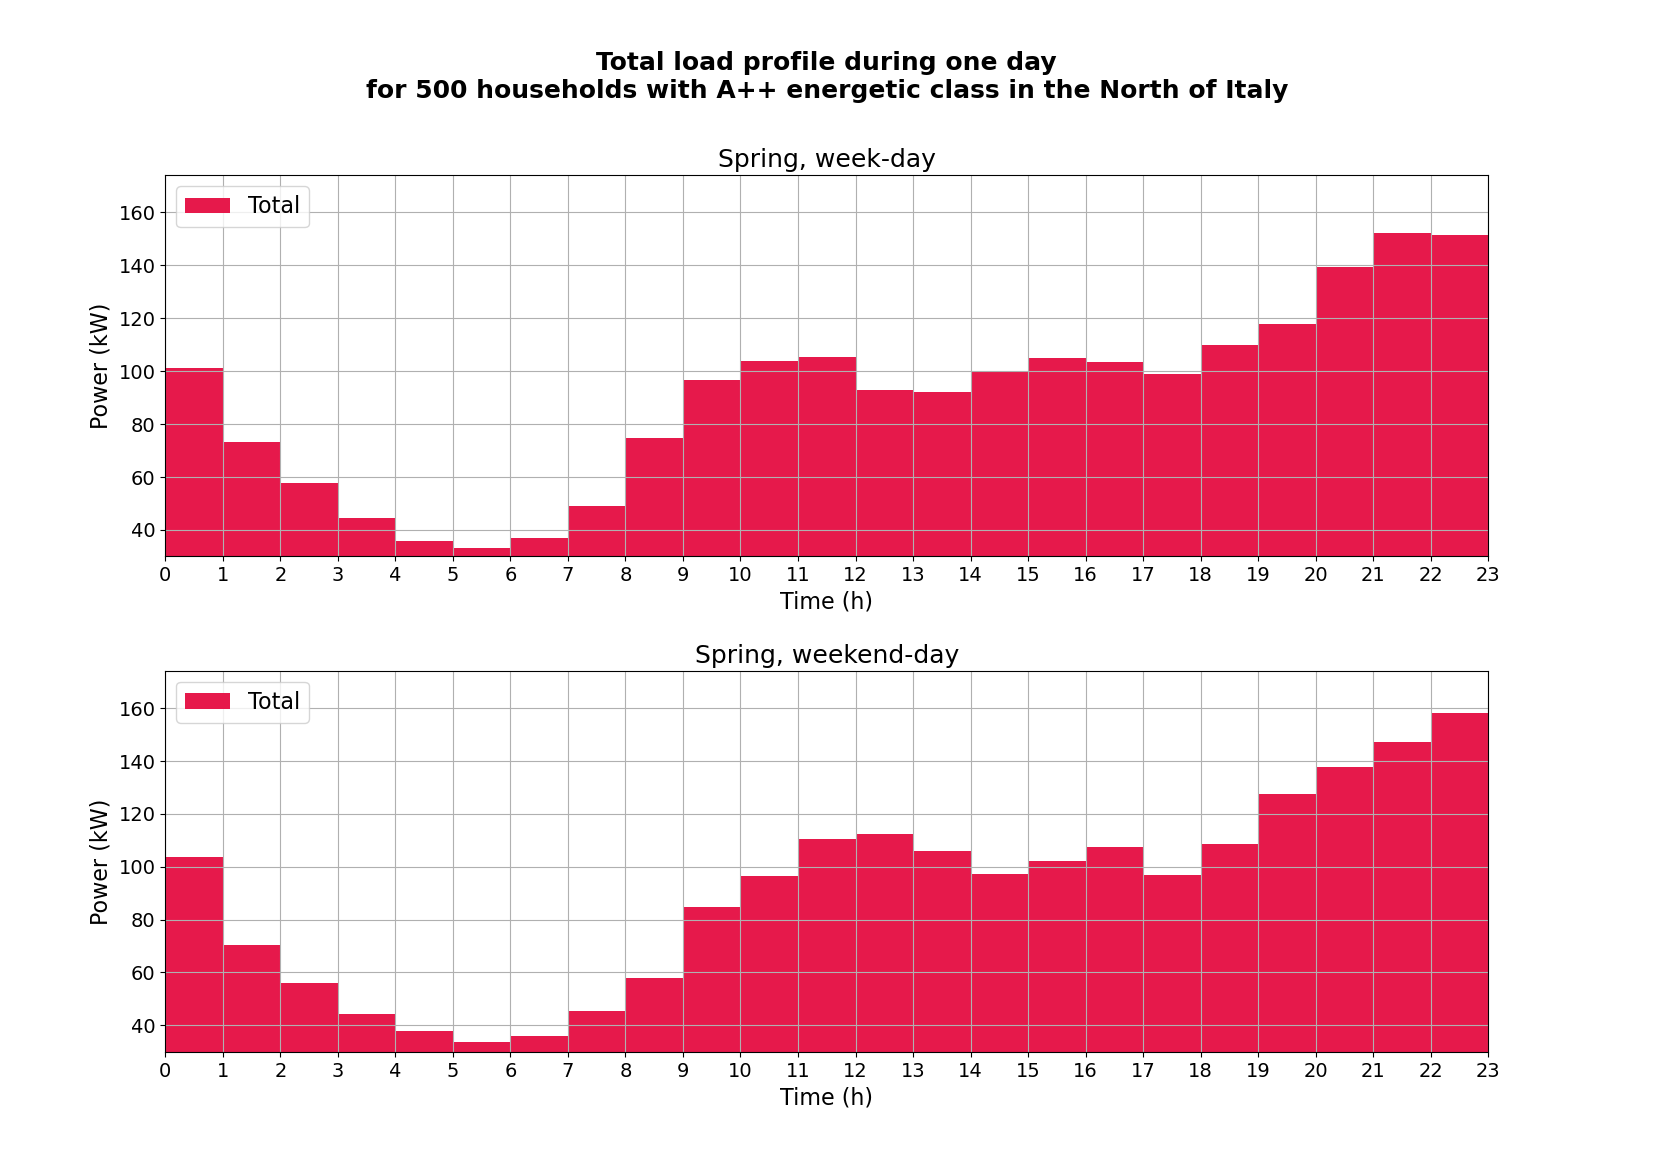 Total load profile during one day
for 500 households with A++ energetic class in the North of Italy
Spring, week-day
Total
160
140
120
100
80
60
40
Power (kW)
0 1 2 3 4 5 6 7 8 9 10 11 12 13 14 15 16 17 18 19 20 21 22 23
Time (h)
Spring, weekend-day
Total
160
140
120
100
80
60
40
Power (kW)
0 1 2 3 4 5 6 7 8 9 10 11 12 13 14 15 16 17 18 19 20 21 22 23
Time (h)